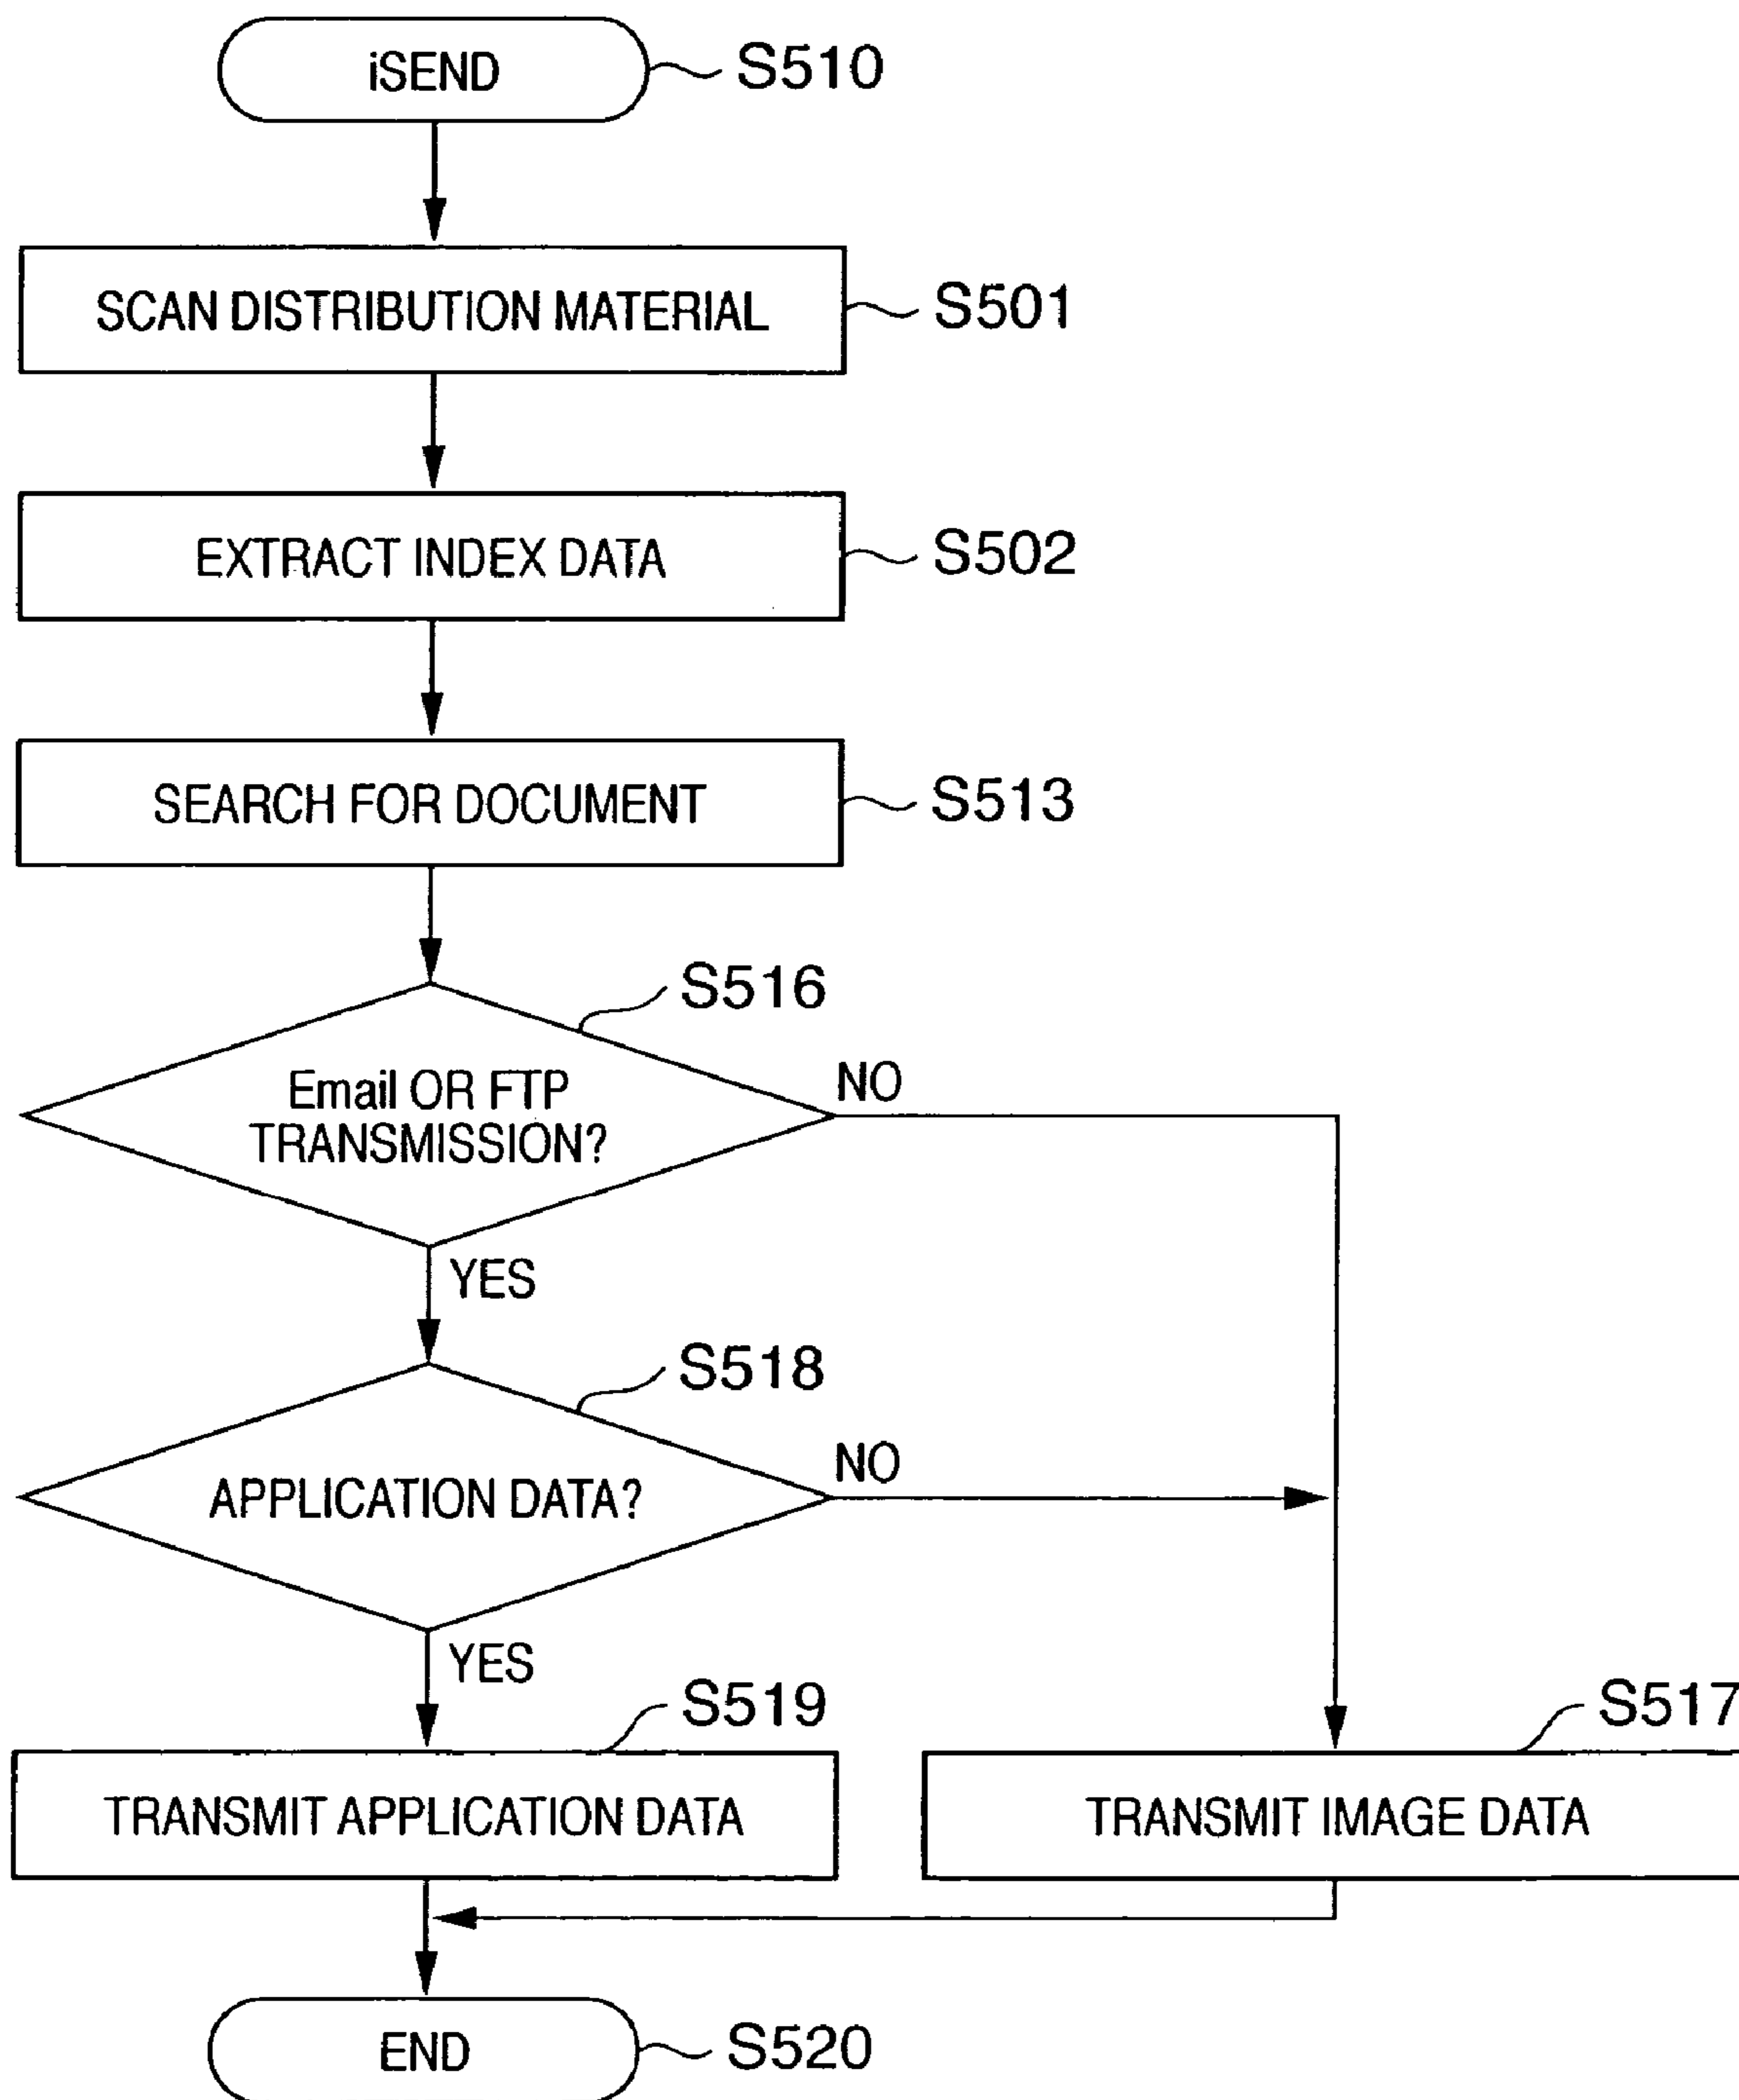 iSEND
S510
SCAN DISTRIBUTION MATERIAL
S501
EXTRACT INDEX DATA
S502
SEARCH FOR DOCUMENT
S513
S516
Email OR FTP
TRANSMISSION?
NO
YES
S518
APPLICATION DATA?
NO
YES
S519
TRANSMIT APPLICATION DATA
S517
TRANSMIT IMAGE DATA
END
S520